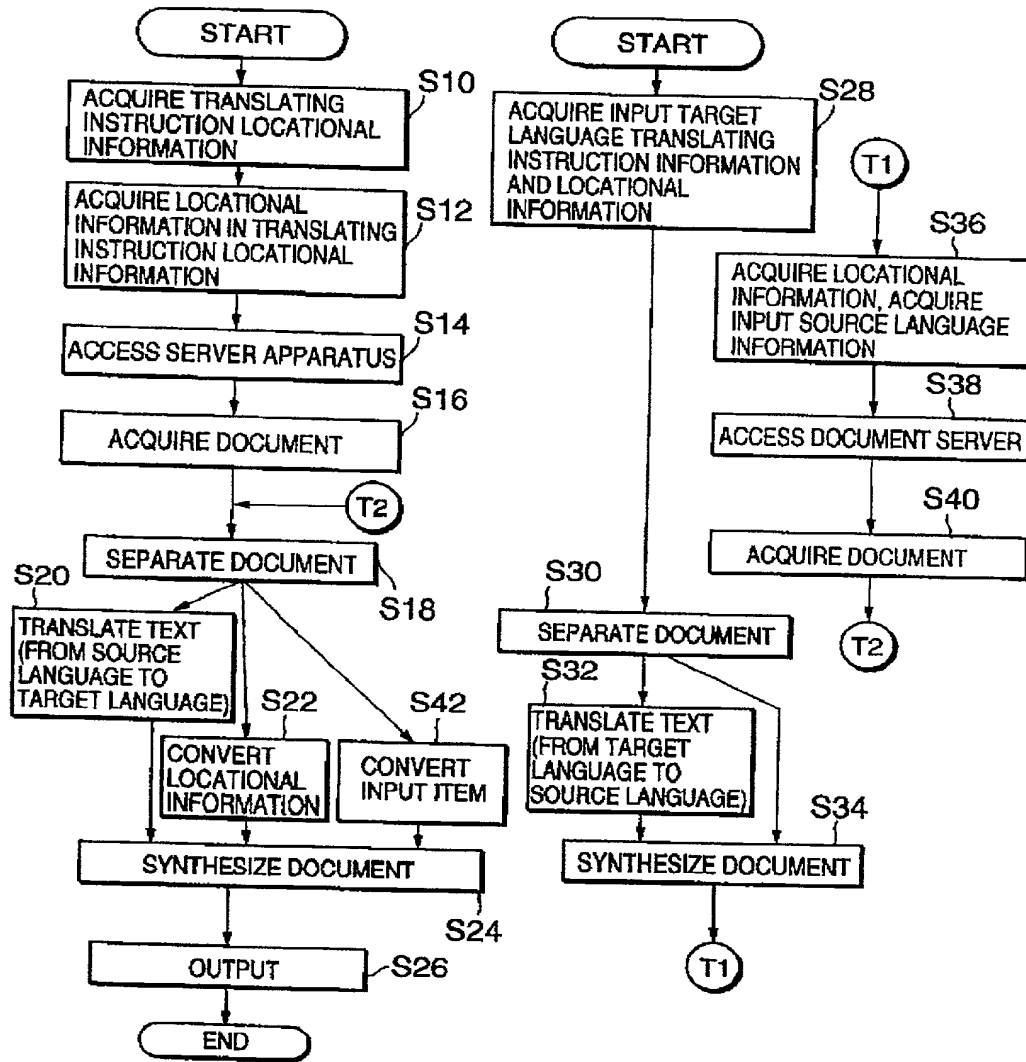 START
S10
ACQUIRE TRANSLATING
INSTRUCTION LOCATIONAL
INFORMATION
ACQUIRE LOCATIONAL
INFORMATION IN TRANSLATING
INSTRUCTION LOCATIONAL
INFORMATION
S12
S14
ACCESS SERVER APPARATUS
S16
ACQUIRE DOCUMENT
T2
SEPARATE DOCUMENT
S18
S20
TRANSLATE TEXT
(FROM SOURCE
LANGUAGE TO
TARGET LANGUAGE)
S22
CONVERT
LOCATIONAL
INFORMATION
S42
CONVERT
INPUT ITEM
SYNTHESIZE DOCUMENT
S24
OUTPUT
S26
END
START
S28
ACQUIRE INPUT TARGET
LANGUAGE TRANSLATING
INSTRUCTION INFORMATION
AND LOCATIONAL
INFORMATION
S30
SEPARATE DOCUMENT
S32
TRANSLATE TEXT
(FROM TARGET
LANGUAGE TO
SOURCE LANGUAGE)
S34
SYNTHESIZE DOCUMENT
T1
T1
S36
ACQUIRE LOCATIONAL
INFORMATION, ACQUIRE
INPUT SOURCE LANGUAGE
INFORMATION
S38
ACCESS DOCUMENT SERVER
S40
ACQUIRE DOCUMENT
T2